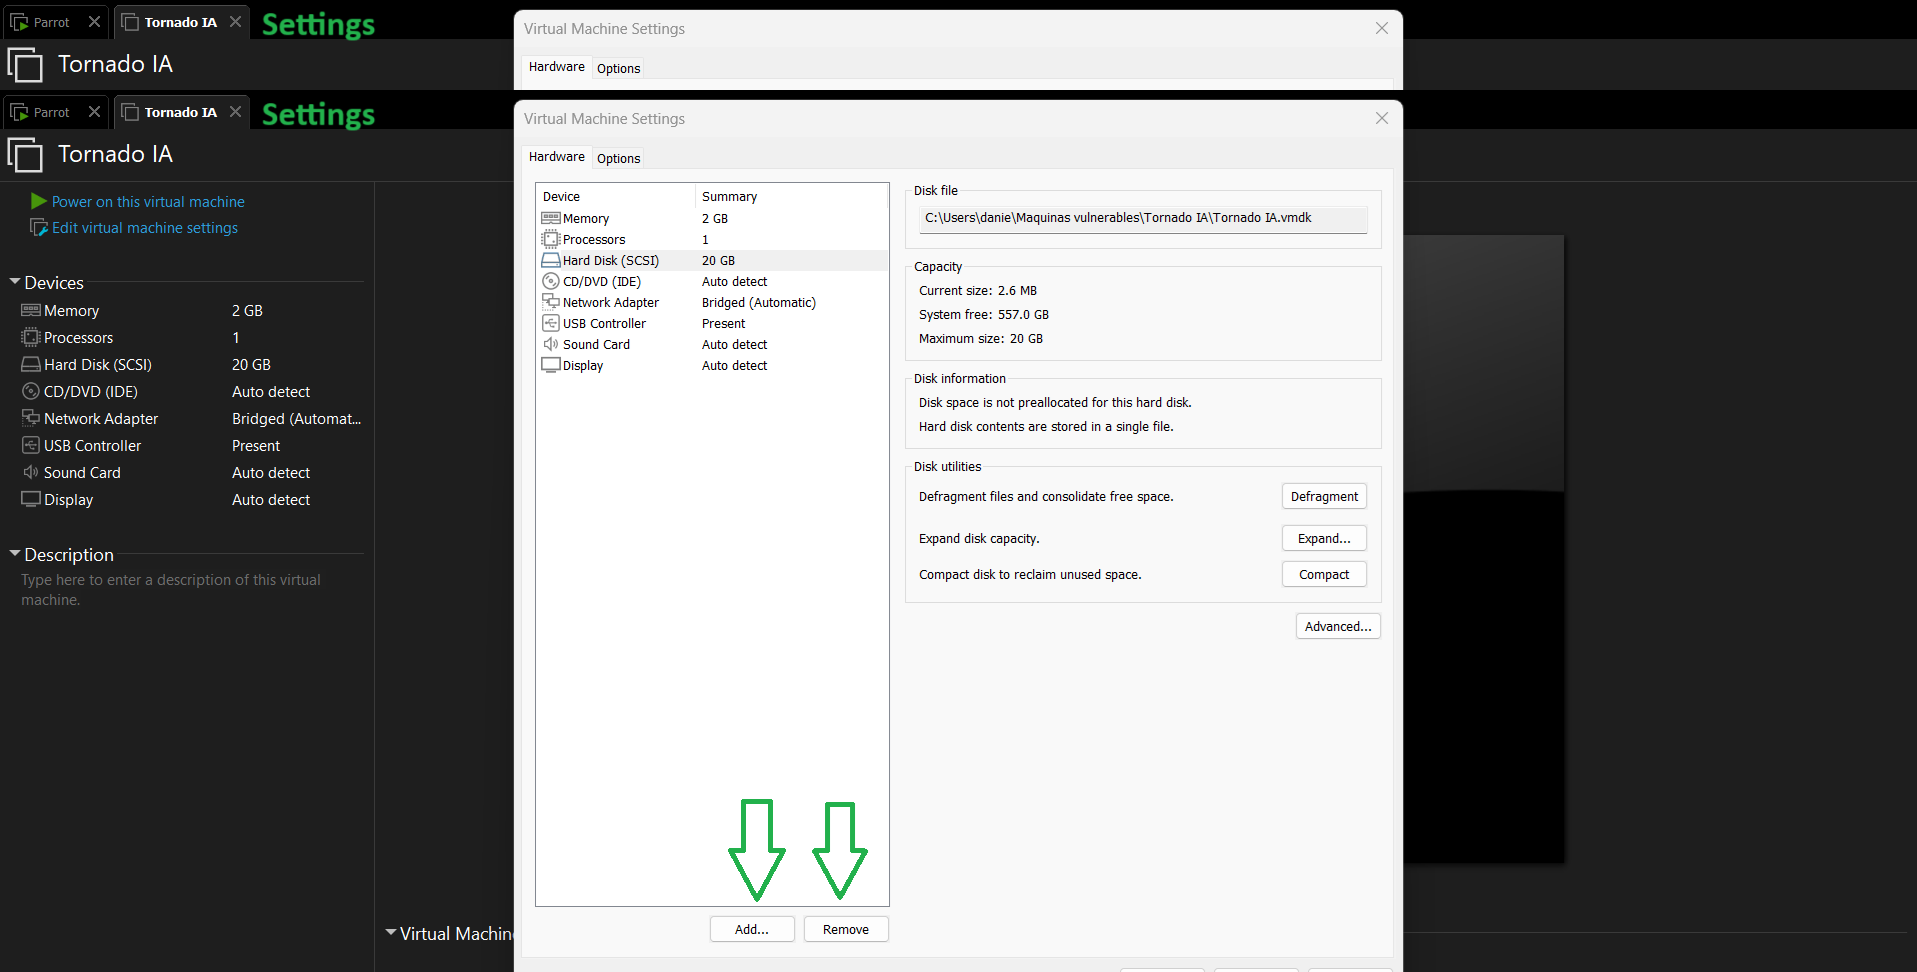 Parrot
Tornado IA
Settings
Virtual Machine Settings
Tornado IA
Hardware
Options
Parrot
Tornado IA
Settings
Virtual Machine Settings
Tornado IA
Hardware
Options
Power on this virtual machine
Edit virtual machine settings
Devices
Memory 2 GB
Processors 1
Hard Disk (SCSI) 20 GB
CD/DVD (IDE) Auto detect
Network Adapter Bridged (Automat...
USB Controller Present
Sound Card Auto detect
Display Auto detect
Description
Type here to enter a description of this virtual
machine.
Device Summary
Memory 2 GB
Processors 1
Hard Disk (SCSI) 20 GB
CD/DVD (IDE) Auto detect
Network Adapter Bridged (Automatic)
USB Controller Present
Sound Card Auto detect
Display Auto detect
Add...
Remove
Disk file
C:\Users\danie\Maquinas vulnerables\Tornado IA\Tornado IA.vmdk
Capacity
Current size: 2.6 MB
System free: 557.0 GB
Maximum size: 20 GB
Disk information
Disk space is not preallocated for this hard disk.
Hard disk contents are stored in a single file.
Disk utilities
Defragment files and consolidate free space.
Defragment
Expand disk capacity.
Expand...
Compact disk to reclaim unused space.
Compact
Advanced...
Virtual Machin